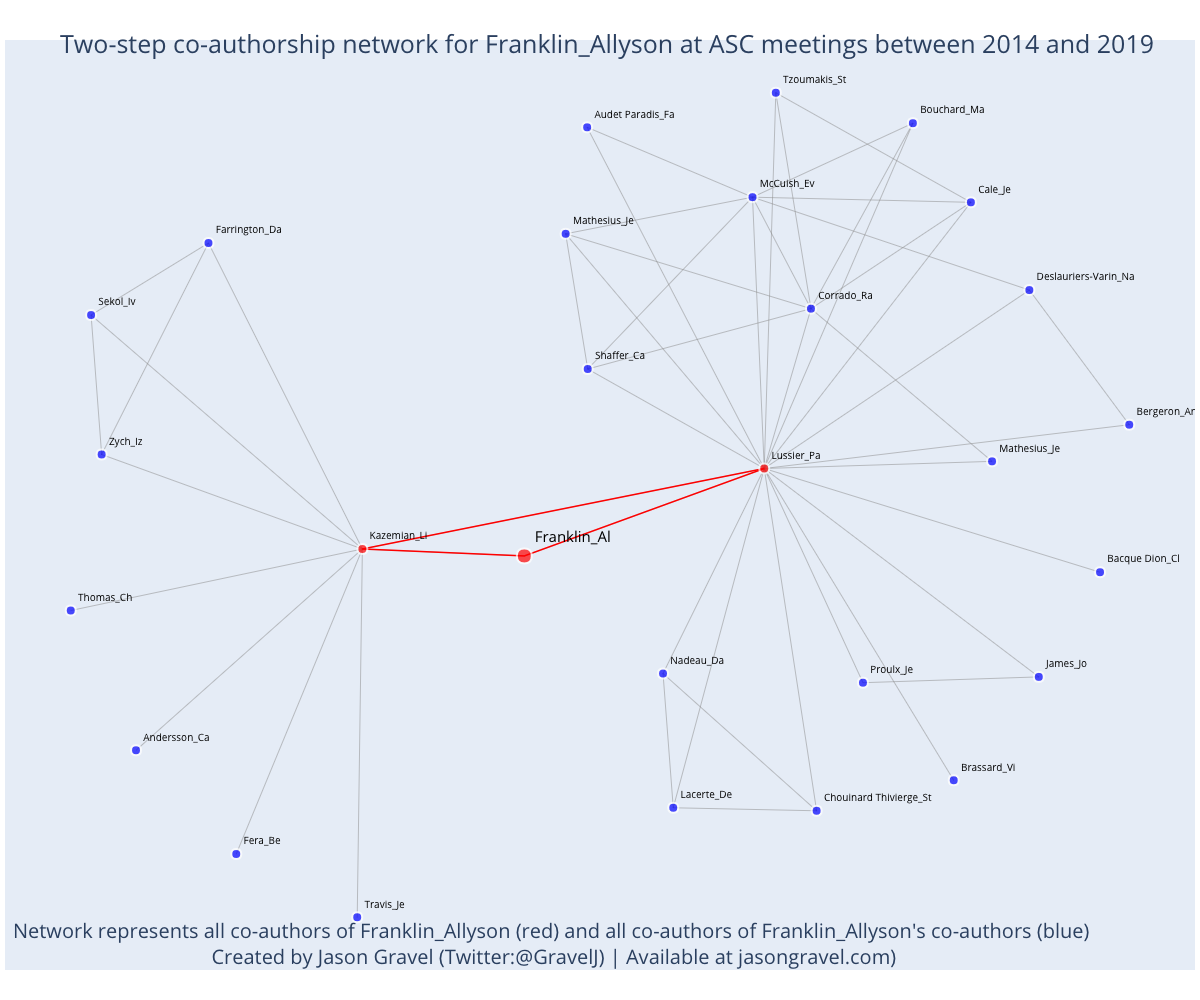 Two-step co-authorship network for Franklin_Allyson at ASC meetings between 2014 and 2019
Tzoumakis_St
Bouchard_Ma
Audet Paradis_Fa
McCuish_Ev
Cale_Je
Mathesius_Je
Farrington_Da
Deslauriers-Varin_Na
Sekol_Iv
Corrado_Ra
Shaffer_Ca
Bergeron_Ar
Zych_Iz
Mathesius_Je
Lussier_Pa
Kazemian_Li
Franklin_Al
Bacque Dion_Cl
Thomas_Ch
Nadeau_Da
James_Jo
Proulx_Je
Andersson_Ca
Brassard_Vi
Lacerte_De
Chouinard Thivierge_St
Fera_Be
Travis_Je
Network represents all co-authors of Franklin_Allyson (red) and all co-authors of Franklin_Allyson's co-authors (blue)
Created by Jason Gravel (Twitter:@GravelJ) | Available at jasongravel.com)